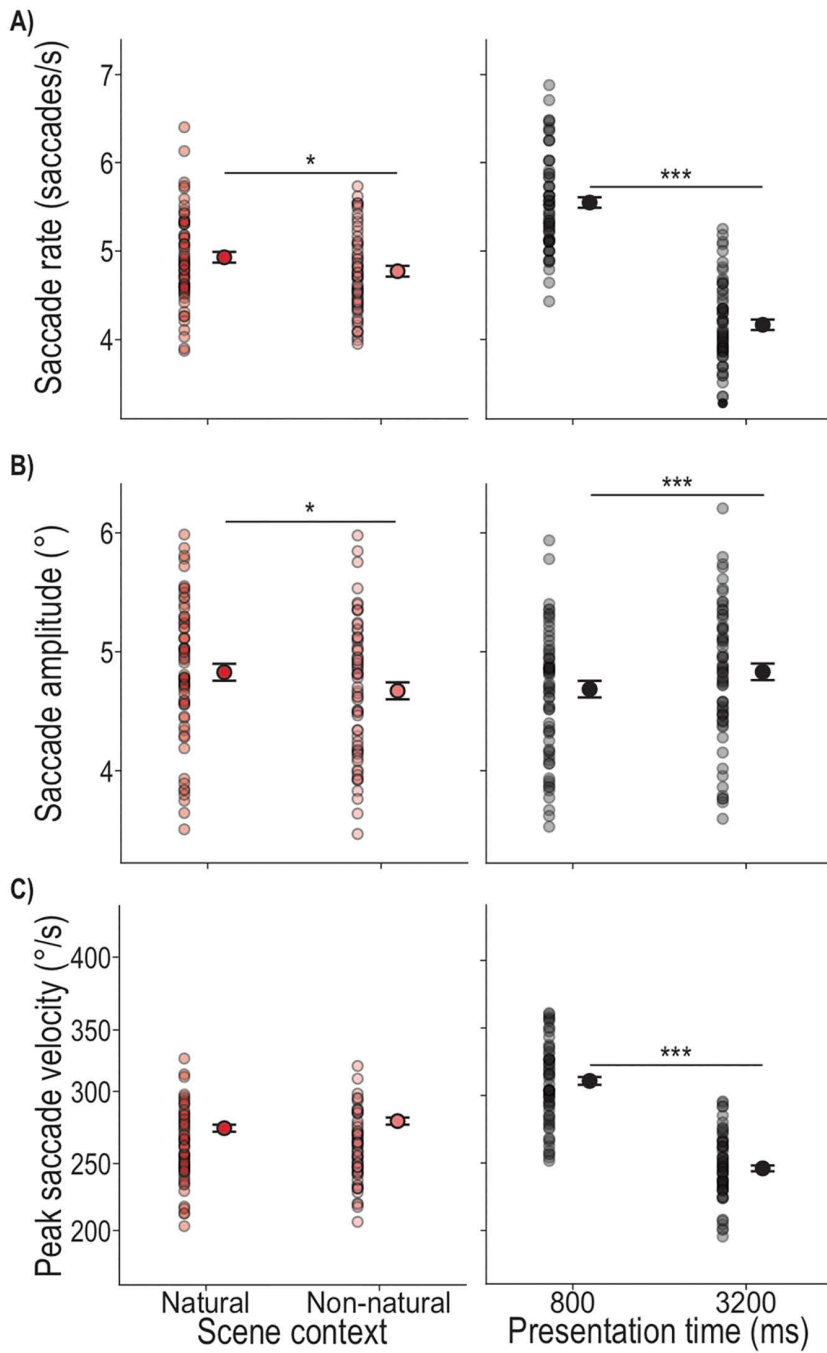 A)
Saccade rate (saccades/s)
7
6
5
4
*
***
B)
Saccade amplitude (°)
6
5
4
*
***
C)
Peak saccade velocity (°/s)
400
350
300
250
200
***
Natural
Non-natural
800
3200
Scene context
Presentation time (ms)